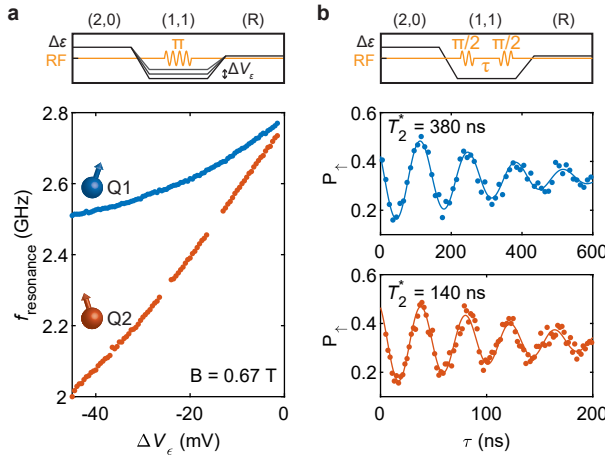 a
(2,0) (1,1) (R)
Δε
RF
π
ΔVε
2.8
2.6
2.4
2.2
2
f resonance (GHz)
Q1
Q2
B = 0.67 T
-40 -20 0
ΔVϵ (mV)
b
(2,0) (1,1) (R)
Δε
RF
π/2 π/2
τ
0.6
0.4
0.2
P↑
T2* = 380 ns
0 200 400 600
0.6
0.4
0.2
P↑
T2* = 140 ns
0 100 200
τ (ns)